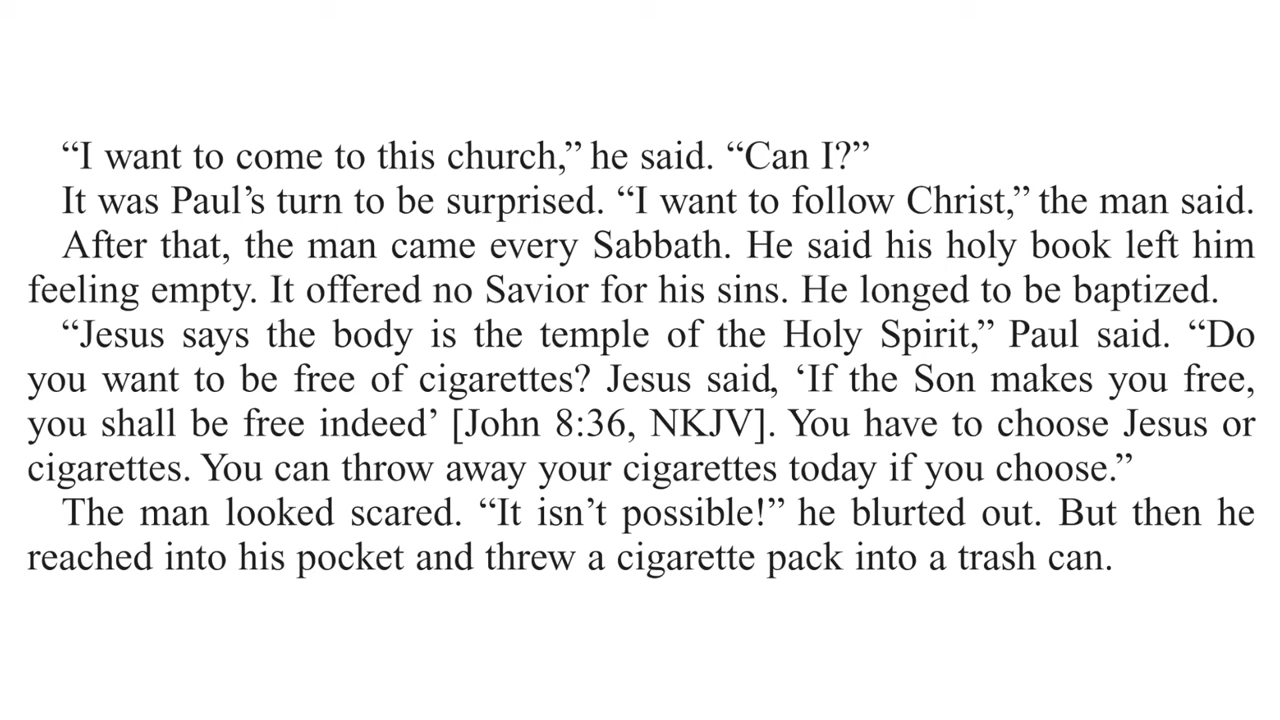 “I want to come to this church,” he said. “Can I?”
It was Paul’s turn to be surprised. “I want to follow Christ,” the man said.
After that, the man came every Sabbath. He said his holy book left him
feeling empty. It offered no Savior for his sins. He longed to be baptized.
“Jesus says the body is the temple of the Holy Spirit,” Paul said. “Do
you want to be free of cigarettes? Jesus said, ‘If the Son makes you free,
you shall be free indeed’ [John 8:36, NKJV]. You have to choose Jesus or
cigarettes. You can throw away your cigarettes today if you choose.”
The man looked scared. “It isn’t possible!” he blurted out. But then he
reached into his pocket and threw a cigarette pack into a trash can.